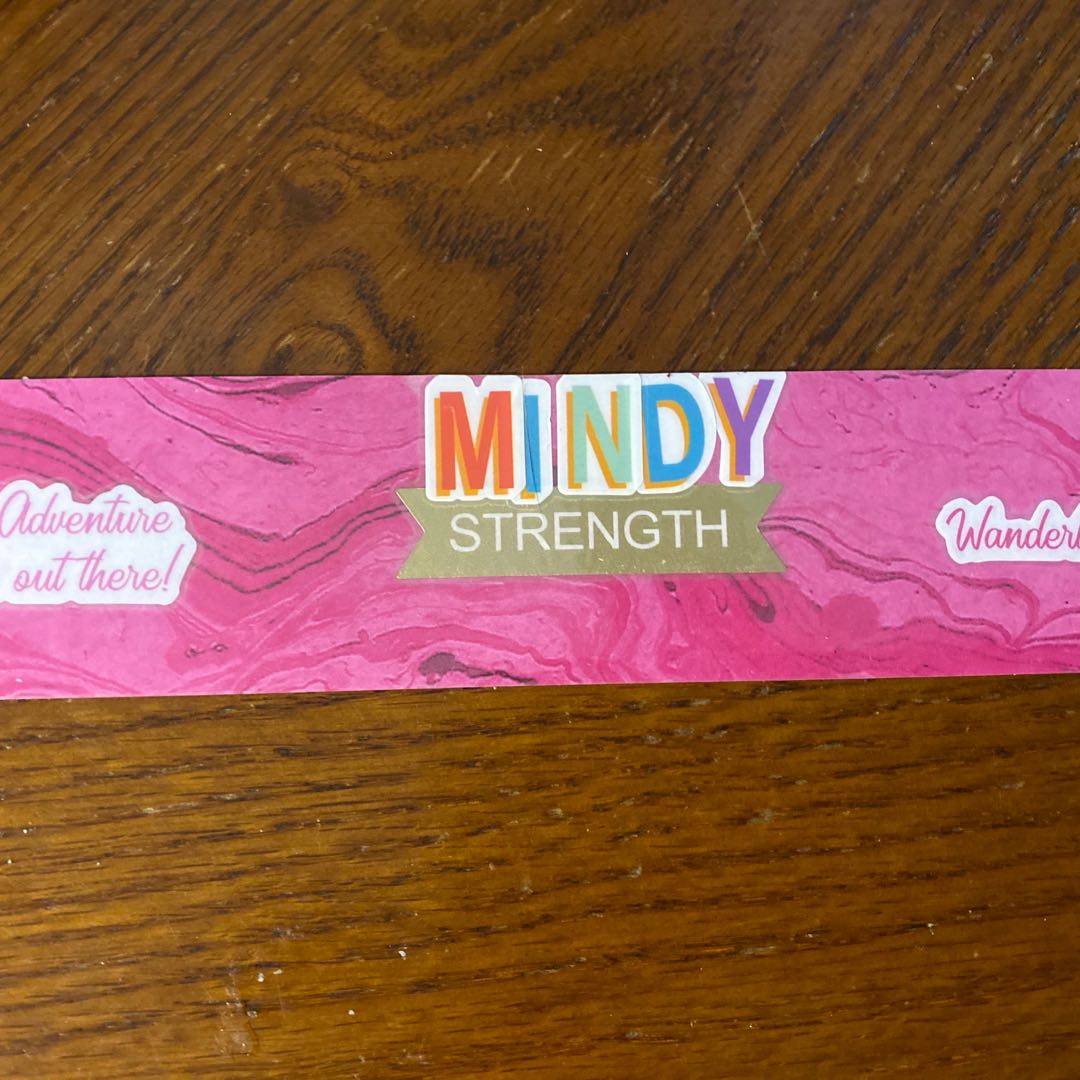 MINDY
STRENGTH
Adventure
out there!